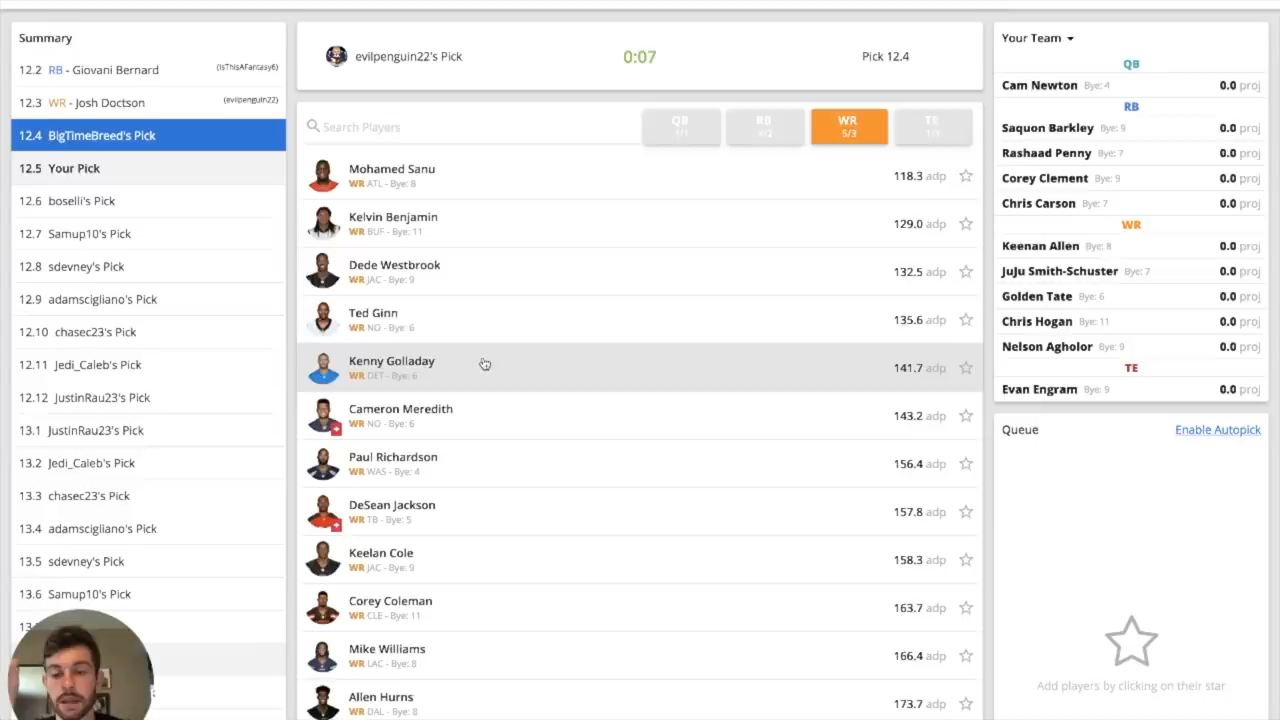 Summary
12.2 RB - Giovani Bernard (IsThisAFantasy6)
12.3 WR - Josh Doctson (evilpenguin22)
12.4 BigTimeBreed's Pick
12.5 Your Pick
12.6 boselli's Pick
12.7 Samup10's Pick
12.8 sdevney's Pick
12.9 adamscigliano's Pick
12.10 chasec23's Pick
12.11 Jedi_Caleb's Pick
12.12 JustinRau23's Pick
13.1 JustinRau23's Pick
13.2 Jedi_Caleb's Pick
13.3 chasec23's Pick
13.4 adamscigliano's Pick
13.5 sdevney's Pick
13.6 Samup10's Pick
evilpenguin22's Pick 0:07 Pick 12.4
Search Players
QB 1/1
RB
WR 5/3
TE 1/1
Mohamed Sanu
WR ATL - Bye: 8
118.3 adp
Kelvin Benjamin
WR BUF - Bye: 11
129.0 adp
Dede Westbrook
WR JAC - Bye: 9
132.5 adp
Ted Ginn
WR NO - Bye: 6
135.6 adp
Kenny Golladay
WR DET - Bye: 6
141.7 adp
Cameron Meredith
WR NO - Bye: 6
143.2 adp
Paul Richardson
WR WAS - Bye: 4
156.4 adp
DeSean Jackson
WR TB - Bye: 5
157.8 adp
Keelan Cole
WR JAC - Bye: 9
158.3 adp
Corey Coleman
WR CLE - Bye: 11
163.7 adp
Mike Williams
WR LAC - Bye: 8
166.4 adp
Allen Hurns
WR DAL - Bye: 8
173.7 adp
Your Team
QB
Cam Newton Bye: 4 0.0 proj
RB
Saquon Barkley Bye: 9 0.0 proj
Rashaad Penny Bye: 7 0.0 proj
Corey Clement Bye: 9 0.0 proj
Chris Carson Bye: 7 0.0 proj
WR
Keenan Allen Bye: 8 0.0 proj
JuJu Smith-Schuster Bye: 7 0.0 proj
Golden Tate Bye: 6 0.0 proj
Chris Hogan Bye: 11 0.0 proj
Nelson Agholor Bye: 9 0.0 proj
TE
Evan Engram Bye: 9 0.0 proj
Queue Enable Autopick
Add players by clicking on their star